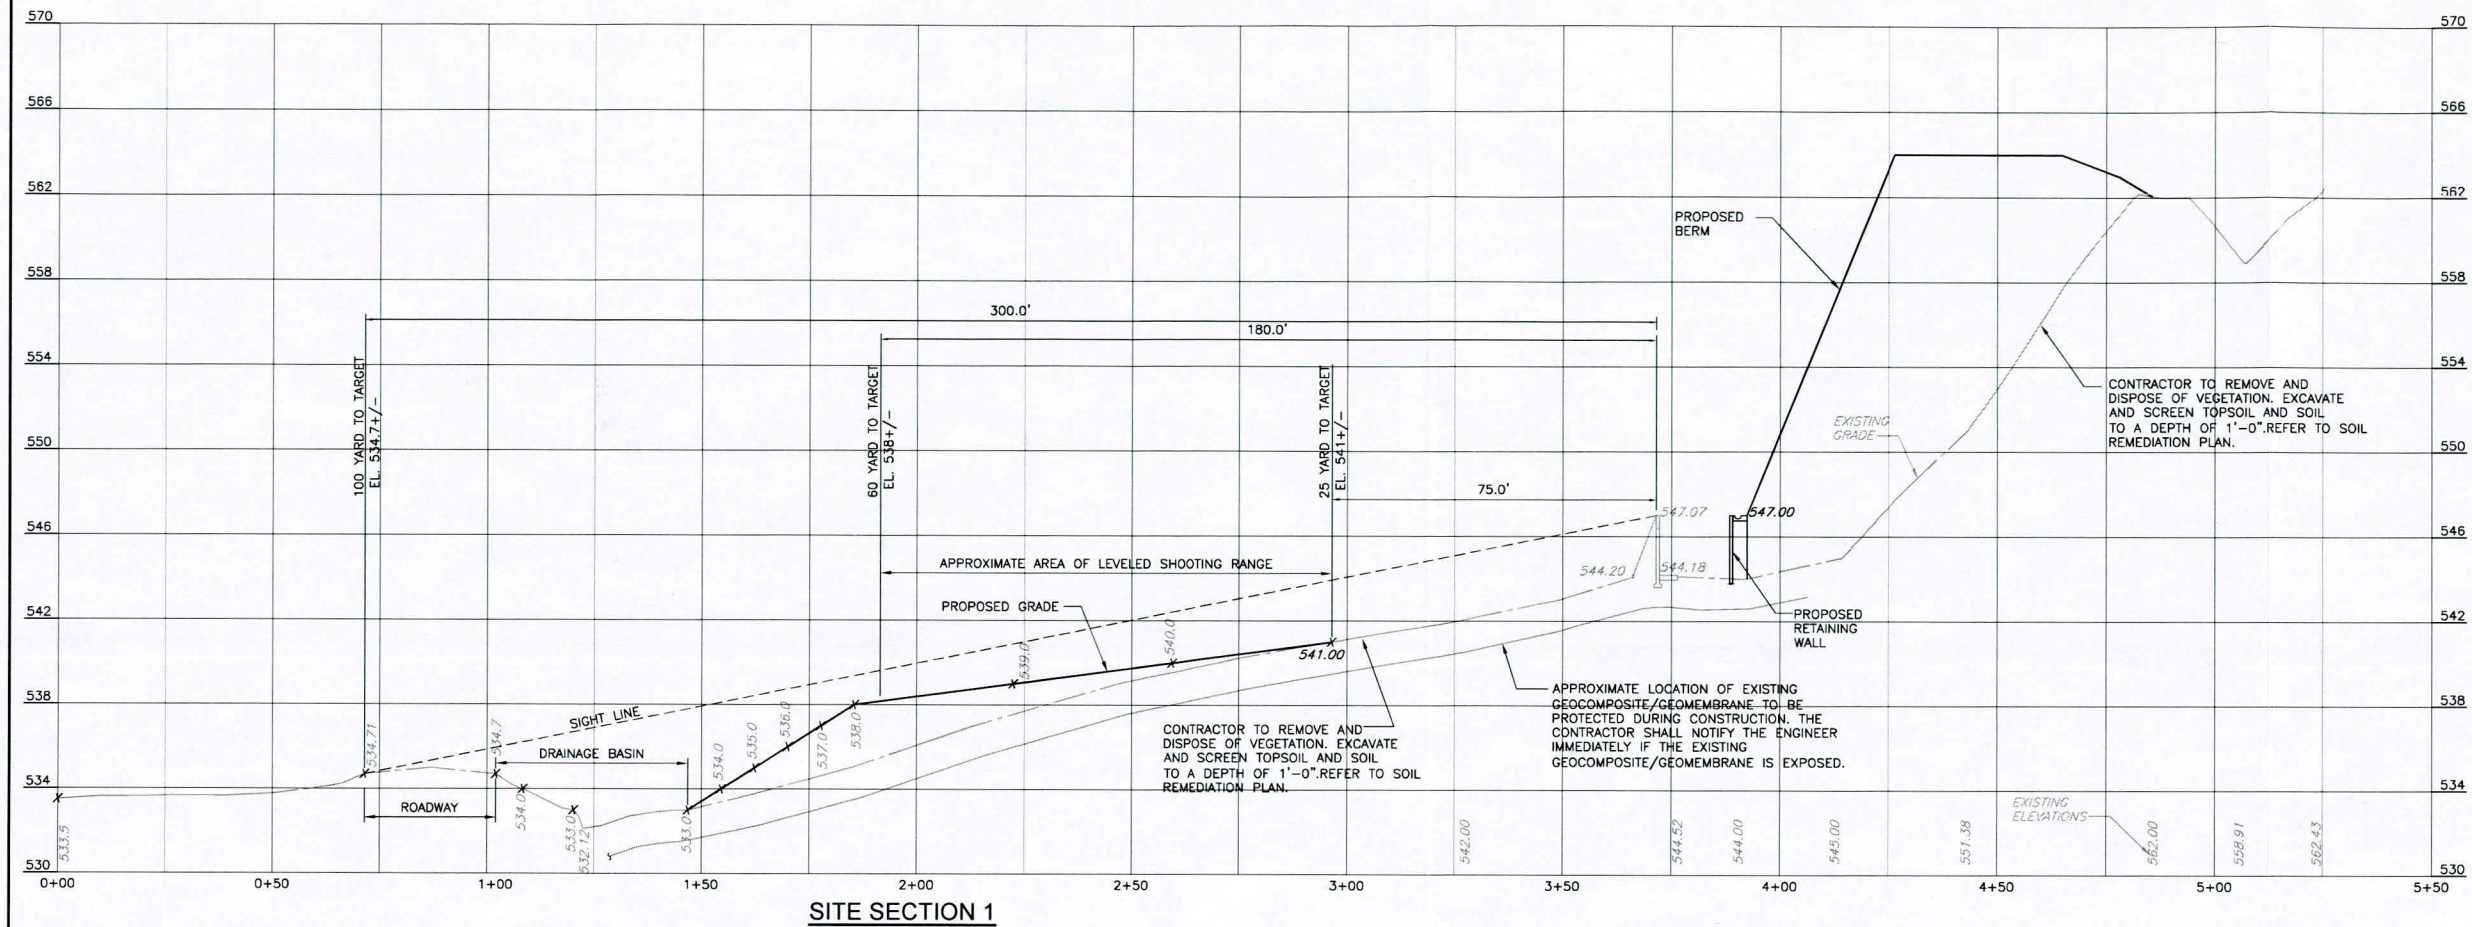 570
570
566
566
562
562
558
558
554
554
550
550
546
546
542
542
538
538
534
534
530
530
300.0'
180.0'
75.0'
100 YARD TO TARGET
EL. 534.7+/-
60 YARD TO TARGET
EL. 538+/-
25 YARD TO TARGET
EL. 541+/-
PROPOSED
BERM
EXISTING
GRADE
CONTRACTOR TO REMOVE AND
DISPOSE OF VEGETATION. EXCAVATE
AND SCREEN TOPSOIL AND SOIL
TO A DEPTH OF 1'-0".REFER TO SOIL
REMEDIATION PLAN.
547.07
547.00
544.20
544.18
APPROXIMATE AREA OF LEVELED SHOOTING RANGE
PROPOSED GRADE
PROPOSED
RETAINING
WALL
SIGHT LINE
DRAINAGE BASIN
ROADWAY
533.5
534.71
534.7
534.0
533.0
532.12
533.0
534.0
535.0
536.0
537.0
538.0
539.0
540.0
541.00
CONTRACTOR TO REMOVE AND
DISPOSE OF VEGETATION. EXCAVATE
AND SCREEN TOPSOIL AND SOIL
TO A DEPTH OF 1'-0".REFER TO SOIL
REMEDIATION PLAN.
APPROXIMATE LOCATION OF EXISTING
GEOCOMPOSITE/GEOMEMBRANE TO BE
PROTECTED DURING CONSTRUCTION. THE
CONTRACTOR SHALL NOTIFY THE ENGINEER
IMMEDIATELY IF THE EXISTING
GEOCOMPOSITE/GEOMEMBRANE IS EXPOSED.
542.00
544.52
544.00
545.00
551.38
EXISTING
ELEVATIONS
562.00
558.91
562.43
0+00
0+50
1+00
1+50
2+00
2+50
3+00
3+50
4+00
4+50
5+00
5+50
SITE SECTION 1